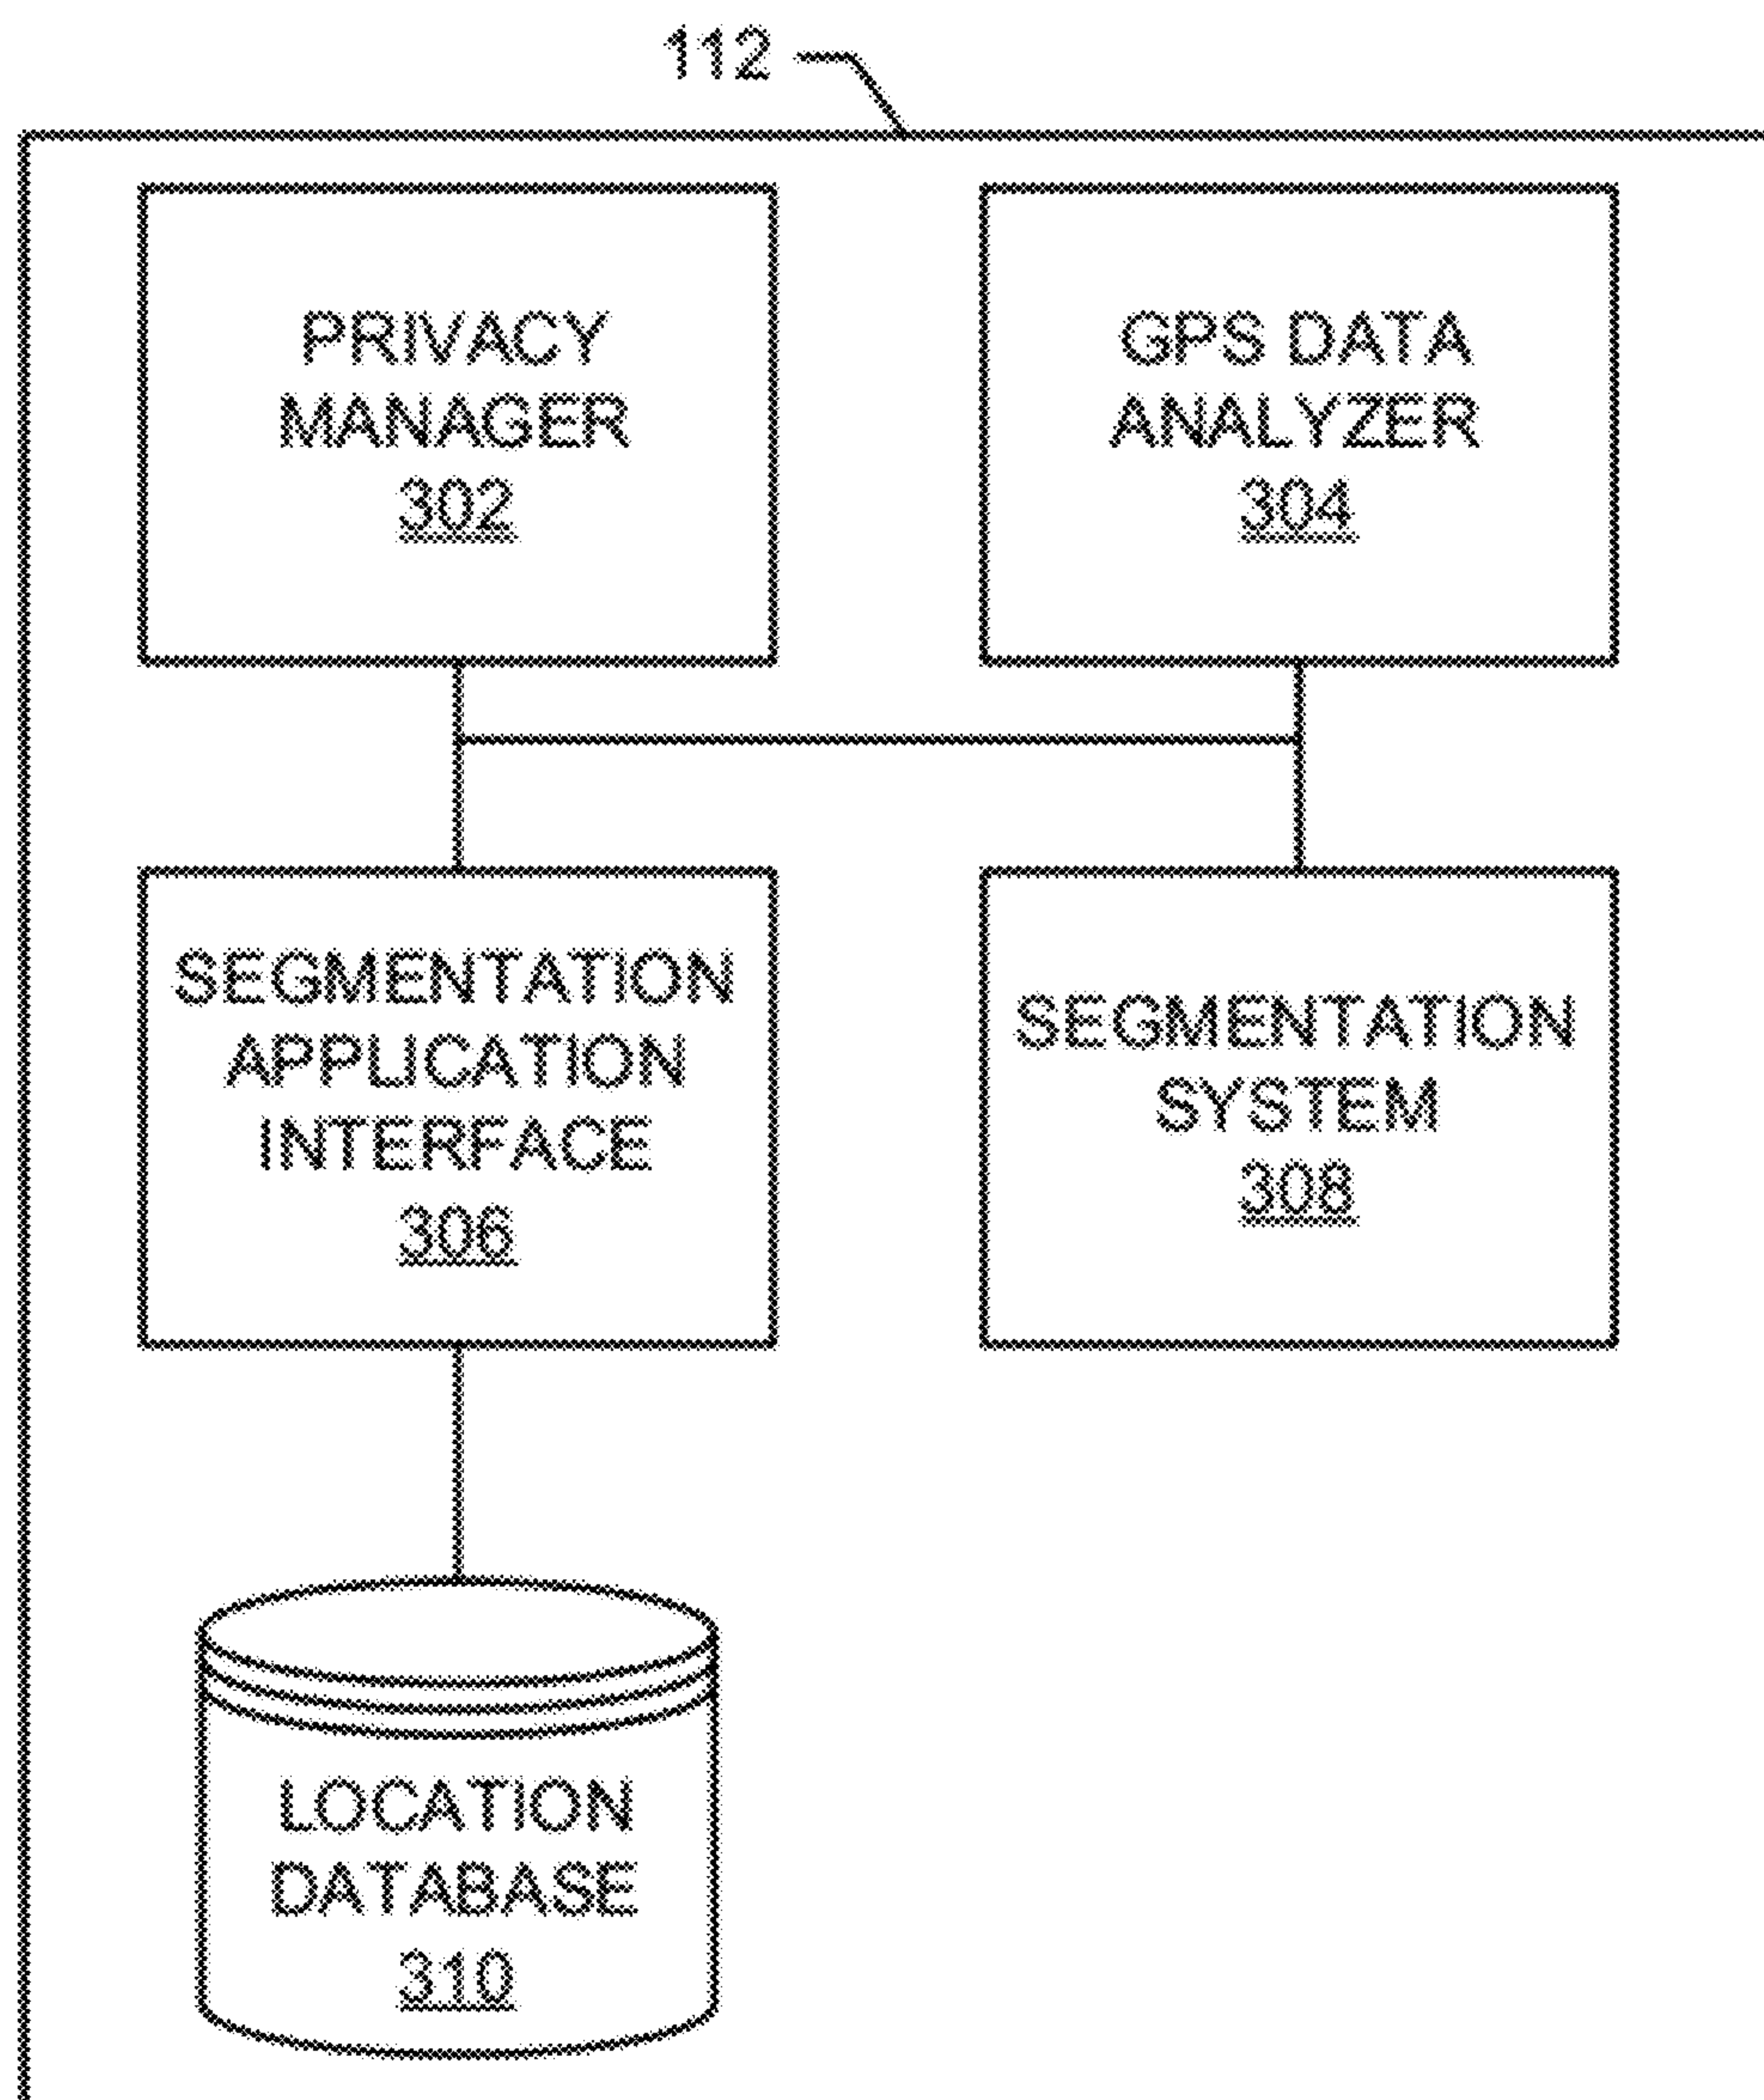 112
PRIVACY
MANAGER
302
GPS DATA
ANALYZER
304
SEGMENTATION
APPLICATION
INTERFACE
306
SEGMENTATION
SYSTEM
308
LOCATION
DATABASE
310